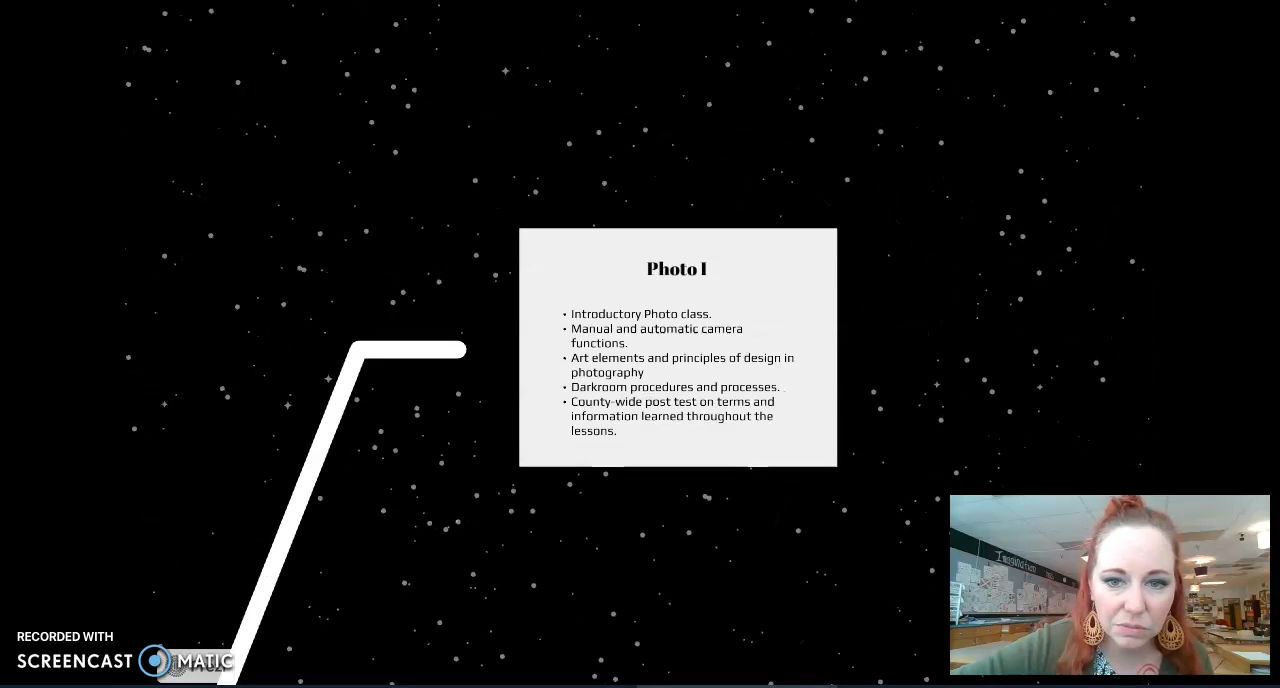 Photo I
• Introductory Photo class.
• Manual and automatic camera
functions.
• Art elements and principles of design in
photography
• Darkroom procedures and processes.
• County-wide post test on terms and
information learned throughout the
lessons.
Imagination
RECORDED WITH
SCREENCAST MATIC